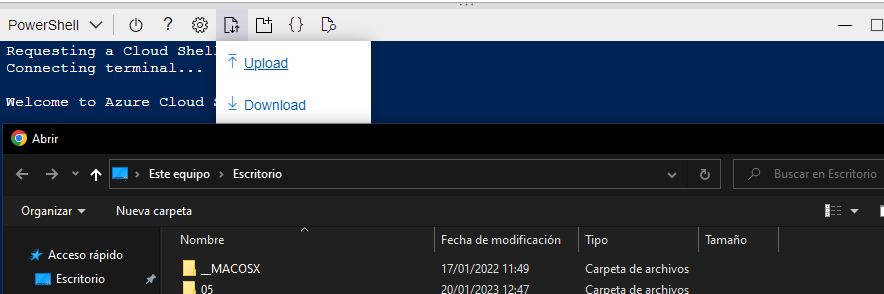 PowerShell
Requesting a Cloud Shell
Connecting terminal...
Welcome to Azure Cloud
Upload
Download
Abrir
Este equipo > Escritorio
Buscar en Escritorio
Organizar
Nueva carpeta
Acceso rápido
Escritorio
Nombre Fecha de modificación Tipo Tamaño
__MACOSX 17/01/2022 11:49 Carpeta de archivos
05 20/01/2023 12:47 Carpeta de archivos